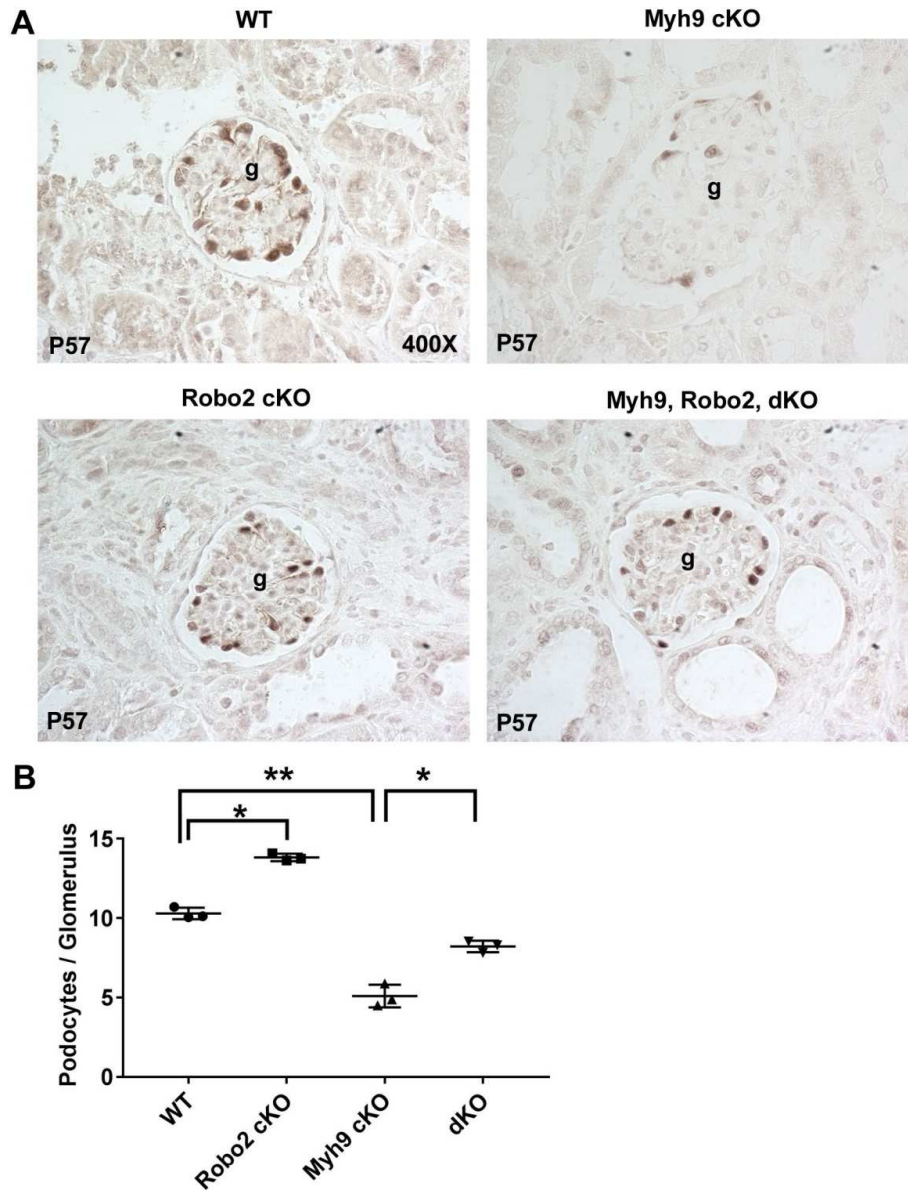 A
WT
Myh9 cKO
g
P57
400X
g
P57
Robo2 cKO
Myh9, Robo2, dKO
g
P57
g
P57
B
**
*
*
15
10
5
0
Podocytes / Glomerulus
WT
Robo2 cKO
Myh9 cKO
dKO